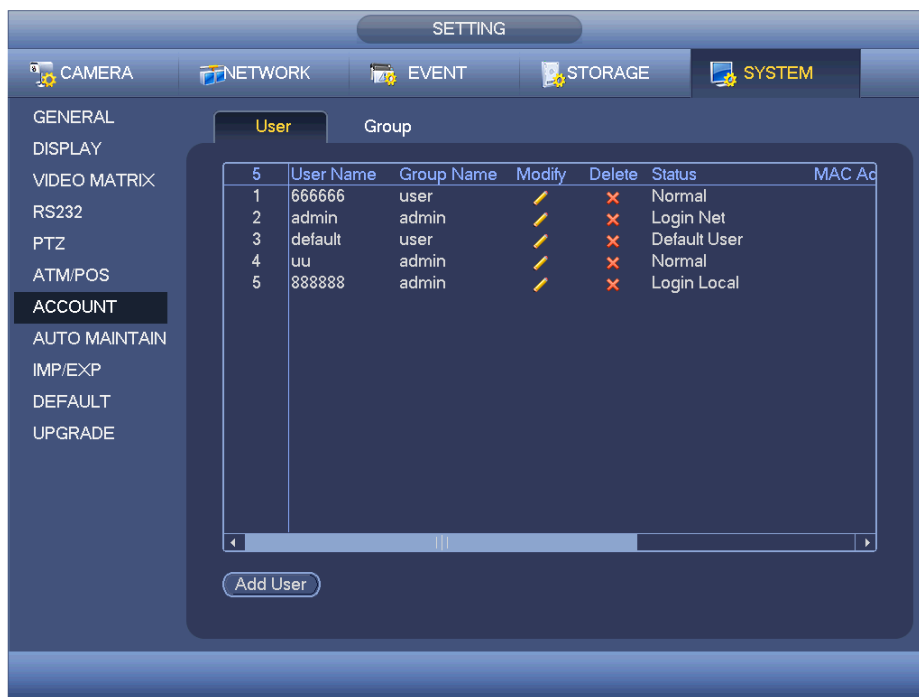 SETTING
CAMERA NETWORK EVENT STORAGE SYSTEM
GENERAL
DISPLAY
VIDEO MATRIX
RS232
PTZ
ATM/POS
ACCOUNT
AUTO MAINTAIN
IMP/EXP
DEFAULT
UPGRADE
User Group
5 User Name Group Name Modify Delete Status MAC Ad
1 666666 user Normal
2 admin admin Login Net
3 default user Default User
4 uu admin Normal
5 888888 admin Login Local
Add User